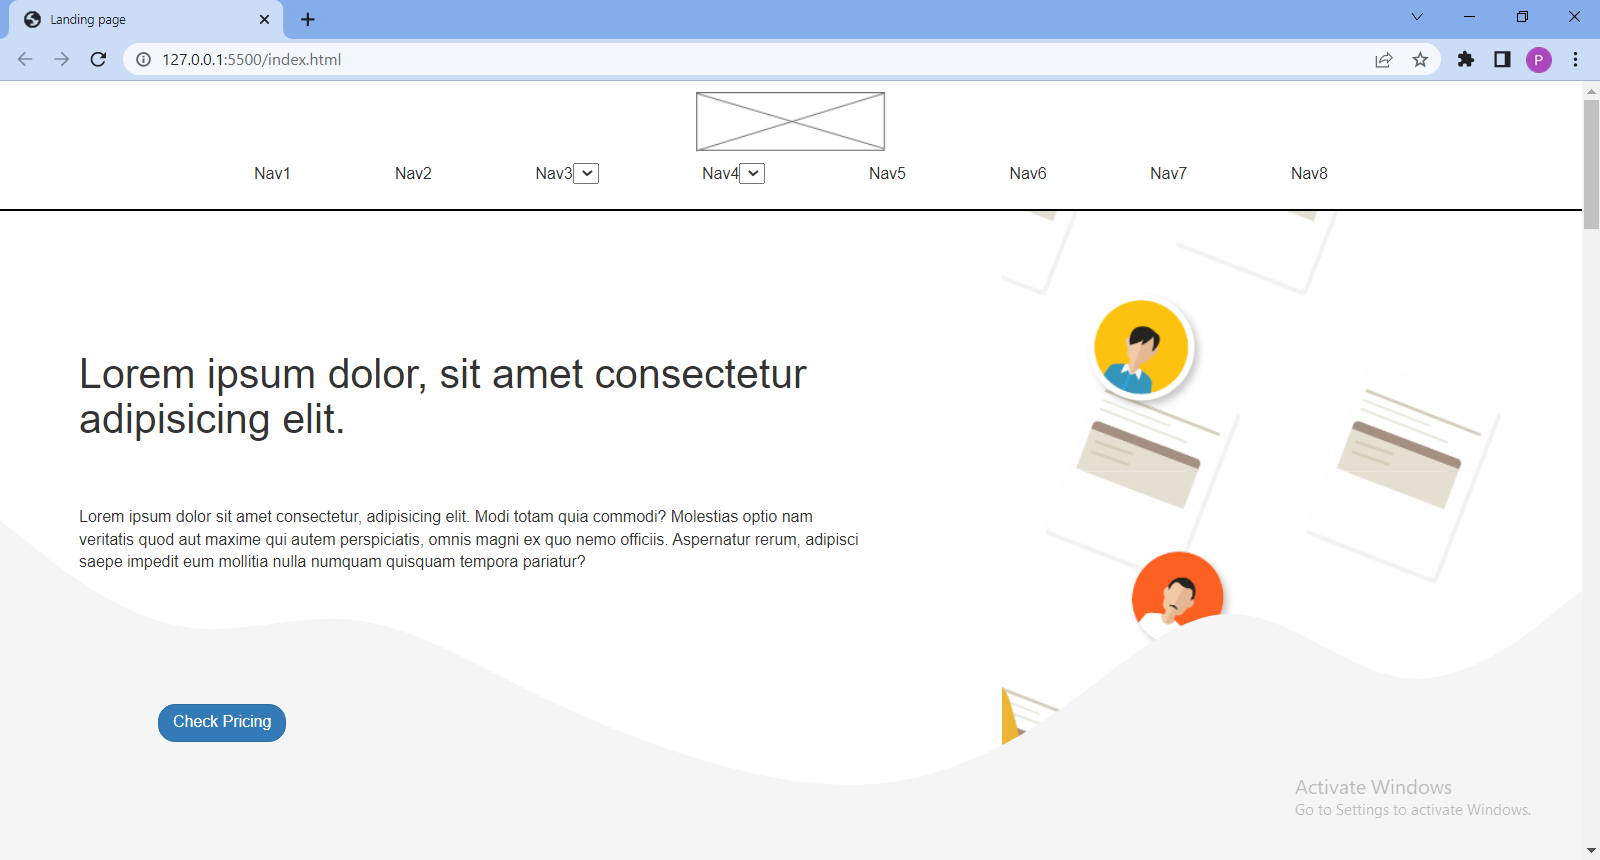 Landing page
127.0.0.1:5500/index.html
P
Nav1 Nav2 Nav3 Nav4 Nav5 Nav6 Nav7 Nav8
Lorem ipsum dolor, sit amet consectetur
adipisicing elit.
Lorem ipsum dolor sit amet consectetur, adipisicing elit. Modi totam quia commodi? Molestias optio nam
veritatis quod aut maxime qui autem perspiciatis, omnis magni ex quo nemo officiis. Aspernatur rerum, adipisci
saepe impedit eum mollitia nulla numquam quisquam tempora pariatur?
Check Pricing
Activate Windows
Go to Settings to activate Windows.